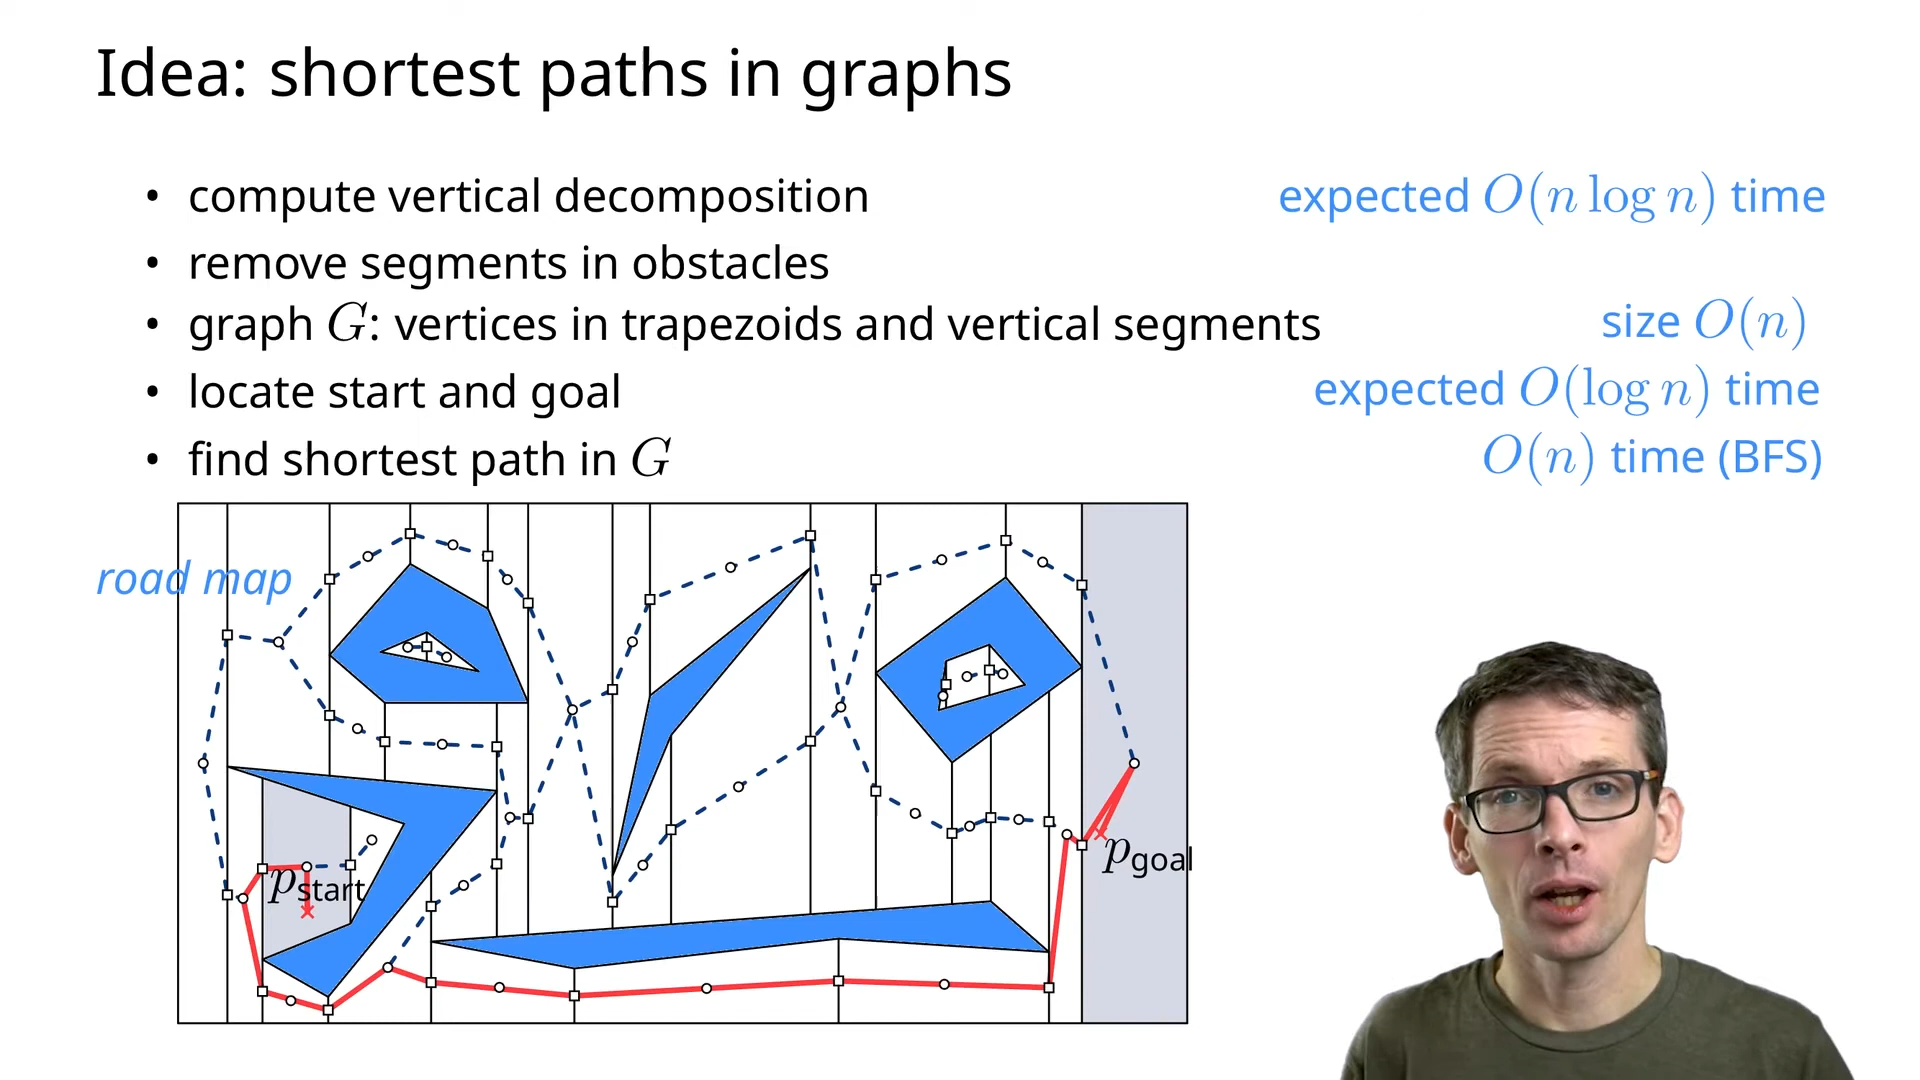 Idea: shortest paths in graphs
• compute vertical decomposition expected O(n log n) time
• remove segments in obstacles
• graph G: vertices in trapezoids and vertical segments size O(n)
• locate start and goal expected O(log n) time
• find shortest path in G O(n) time (BFS)
road map
p_start
p_goal